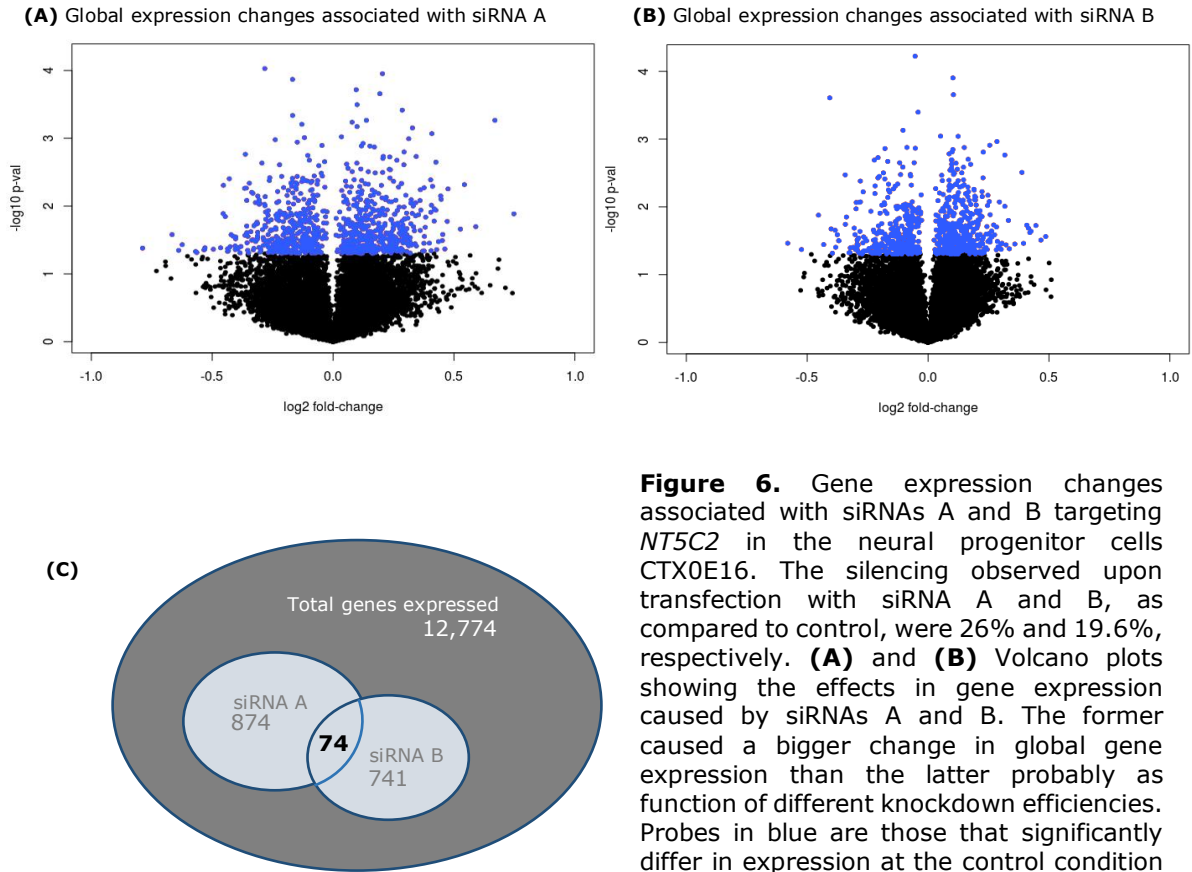 (A) Global expression changes associated with siRNA A
(B) Global expression changes associated with siRNA B
4
3
2
1
0
-log10 p-val
-1.0 -0.5 0.0 0.5 1.0
log2 fold-change
4
3
2
1
0
-log10 p-val
-1.0 -0.5 0.0 0.5 1.0
log2 fold-change
(C)
Total genes expressed
12,774
siRNA A
874
74
siRNA B
741
Figure 6. Gene expression changes
associated with siRNAs A and B targeting
NT5C2 in the neural progenitor cells
CTX0E16. The silencing observed upon
transfection with siRNA A and B, as
compared to control, were 26% and 19.6%,
respectively. (A) and (B) Volcano plots
showing the effects in gene expression
caused by siRNAs A and B. The former
caused a bigger change in global gene
expression than the latter probably as
function of different knockdown efficiencies.
Probes in blue are those that significantly
differ in expression at the control condition